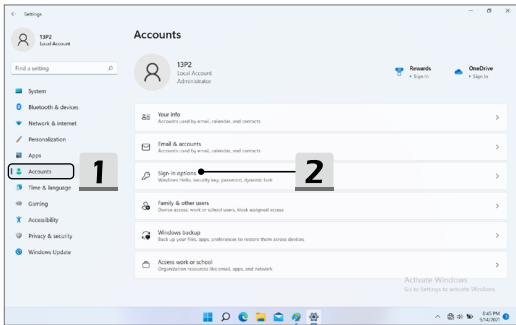 Settings
13P2
Local Account
Find a setting
System
Bluetooth & devices
Network & internet
Personalization
Apps
Accounts
Time & language
Gaming
Accessibility
Privacy & security
Windows Update
1
Accounts
13P2
Local Account
Administrator
Rewards
• Sign in
OneDrive
• Sign in
Your info
Accounts used by email, calendar, and contacts
Email & accounts
Accounts used by email, calendar, and contacts
Sign-in options
Windows Hello, security key, password, dynamic lock
2
Family & other users
Device access, work or school users, kiosk assigned access
Windows backup
Back up your files, apps, preferences to restore them across devices
Access work or school
Organization resources like email, apps, and network
Activate Windows
Go to Settings to activate Windows.
8:45 PM